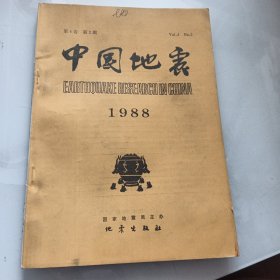 第4卷 第2期 Vol.4 No.2
中国地震
EARTHQUAKE RESEARCH IN CHINA
1988
国家地震局主办
地震出版社